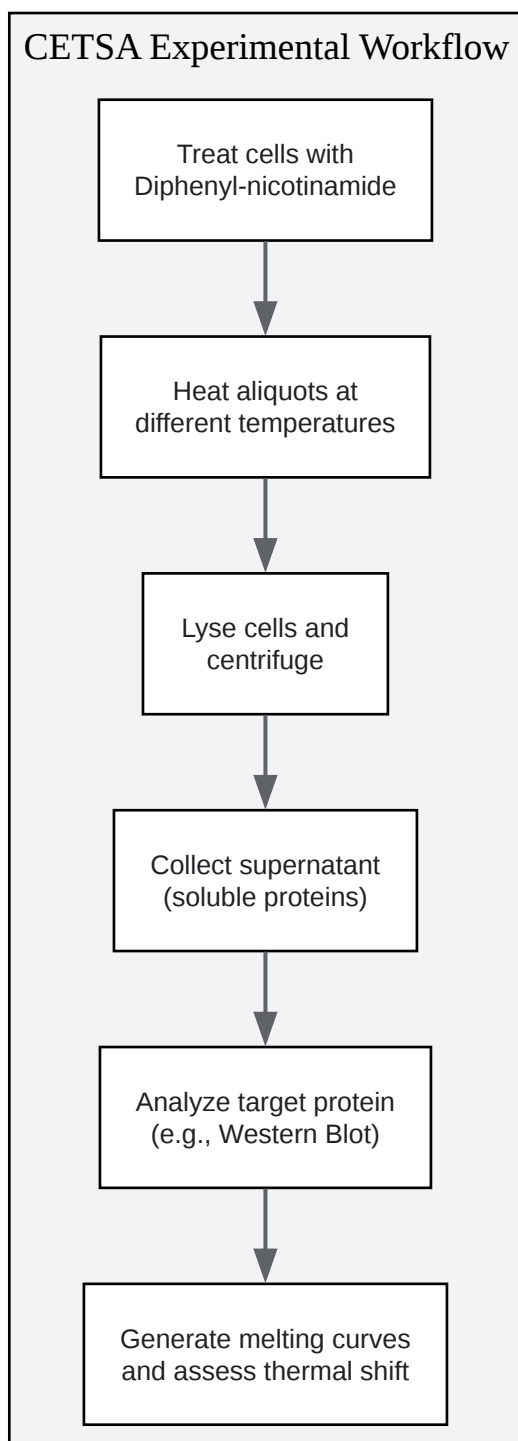 CETSA Experimental Workflow
Treat cells with
Diphenyl-nicotinamide
Heat aliquots at
different temperatures
Lyse cells and
centrifuge
Collect supernatant
(soluble proteins)
Analyze target protein
(e.g., Western Blot)
Generate melting curves
and assess thermal shift